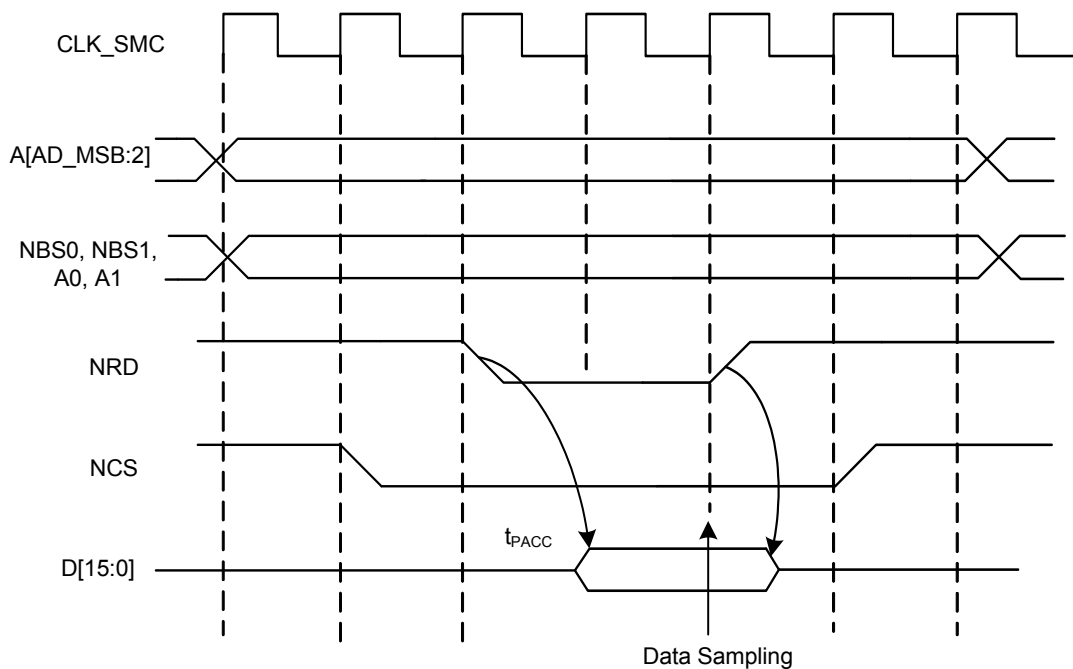 CLK_SMC
A[AD_MSB:2]
NBS0, NBS1,
A0, A1
NRD
NCS
tPACC
D[15:0]
Data Sampling